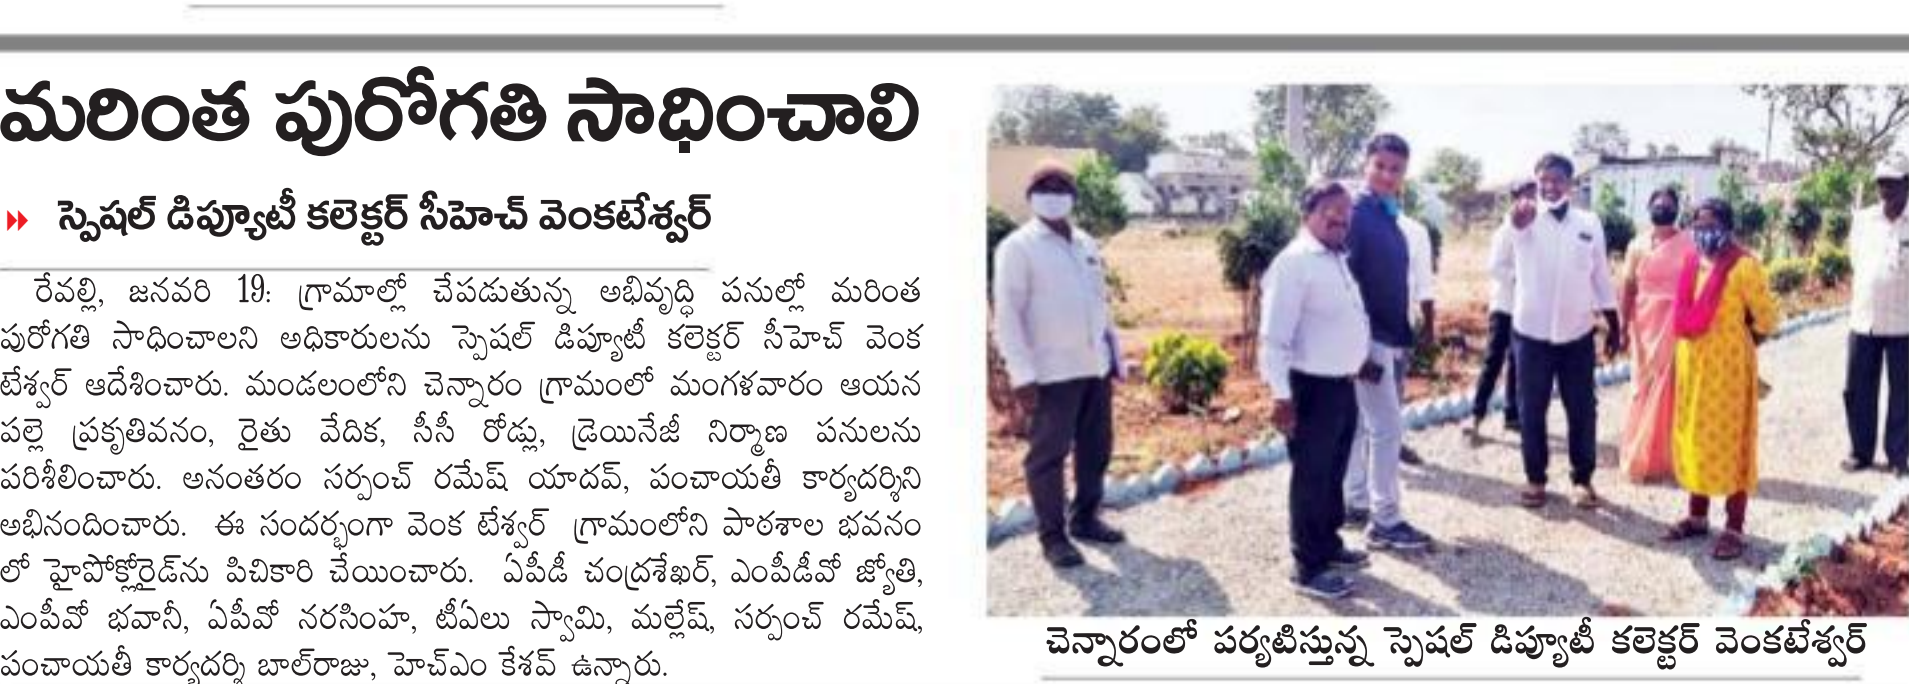 మరింత పురోగతి సాధించాలి
స్పెషల్ డిప్యూటీ కలెక్టర్ సీహెచ్ వెంకటేశ్వర్
రేవల్లి, జనవరి 19: గ్రామాల్లో చేపడుతున్న అభివృద్ధి పనుల్లో మరింత
పురోగతి సాధించాలని అధికారులను స్పెషల్ డిప్యూటీ కలెక్టర్ సీహెచ్ వెంక
టేశ్వర్ ఆదేశించారు. మండలంలోని చెన్నారం గ్రామంలో మంగళవారం ఆయన
పల్లె ప్రకృతివనం, రైతు వేదిక, సీసీ రోడ్లు, డ్రెయినేజీ నిర్మాణ పనులను
పరిశీలించారు. అనంతరం సర్పంచ్ రమేష్ యాదవ్, పంచాయతీ కార్యదర్శిని
అభినందించారు. ఈ సందర్భంగా వెంక టేశ్వర్ గ్రామంలోని పాఠశాల భవనం
లో హైపోక్లోరైడ్‌ను పిచికారి చేయించారు. ఏపీడీ చంద్రశేఖర్, ఎంపీడీవో జ్యోతి,
ఎంపీవో భవానీ, ఏపీవో నరసింహ, టీఏలు స్వామి, మల్లేష్, సర్పంచ్ రమేష్,
పంచాయతీ కార్యదర్శి బాల్‌రాజు, హెచ్ఎం కేశవ్ ఉన్నారు.
చెన్నారంలో పర్యటిస్తున్న స్పెషల్ డిప్యూటీ కలెక్టర్ వెంకటేశ్వర్